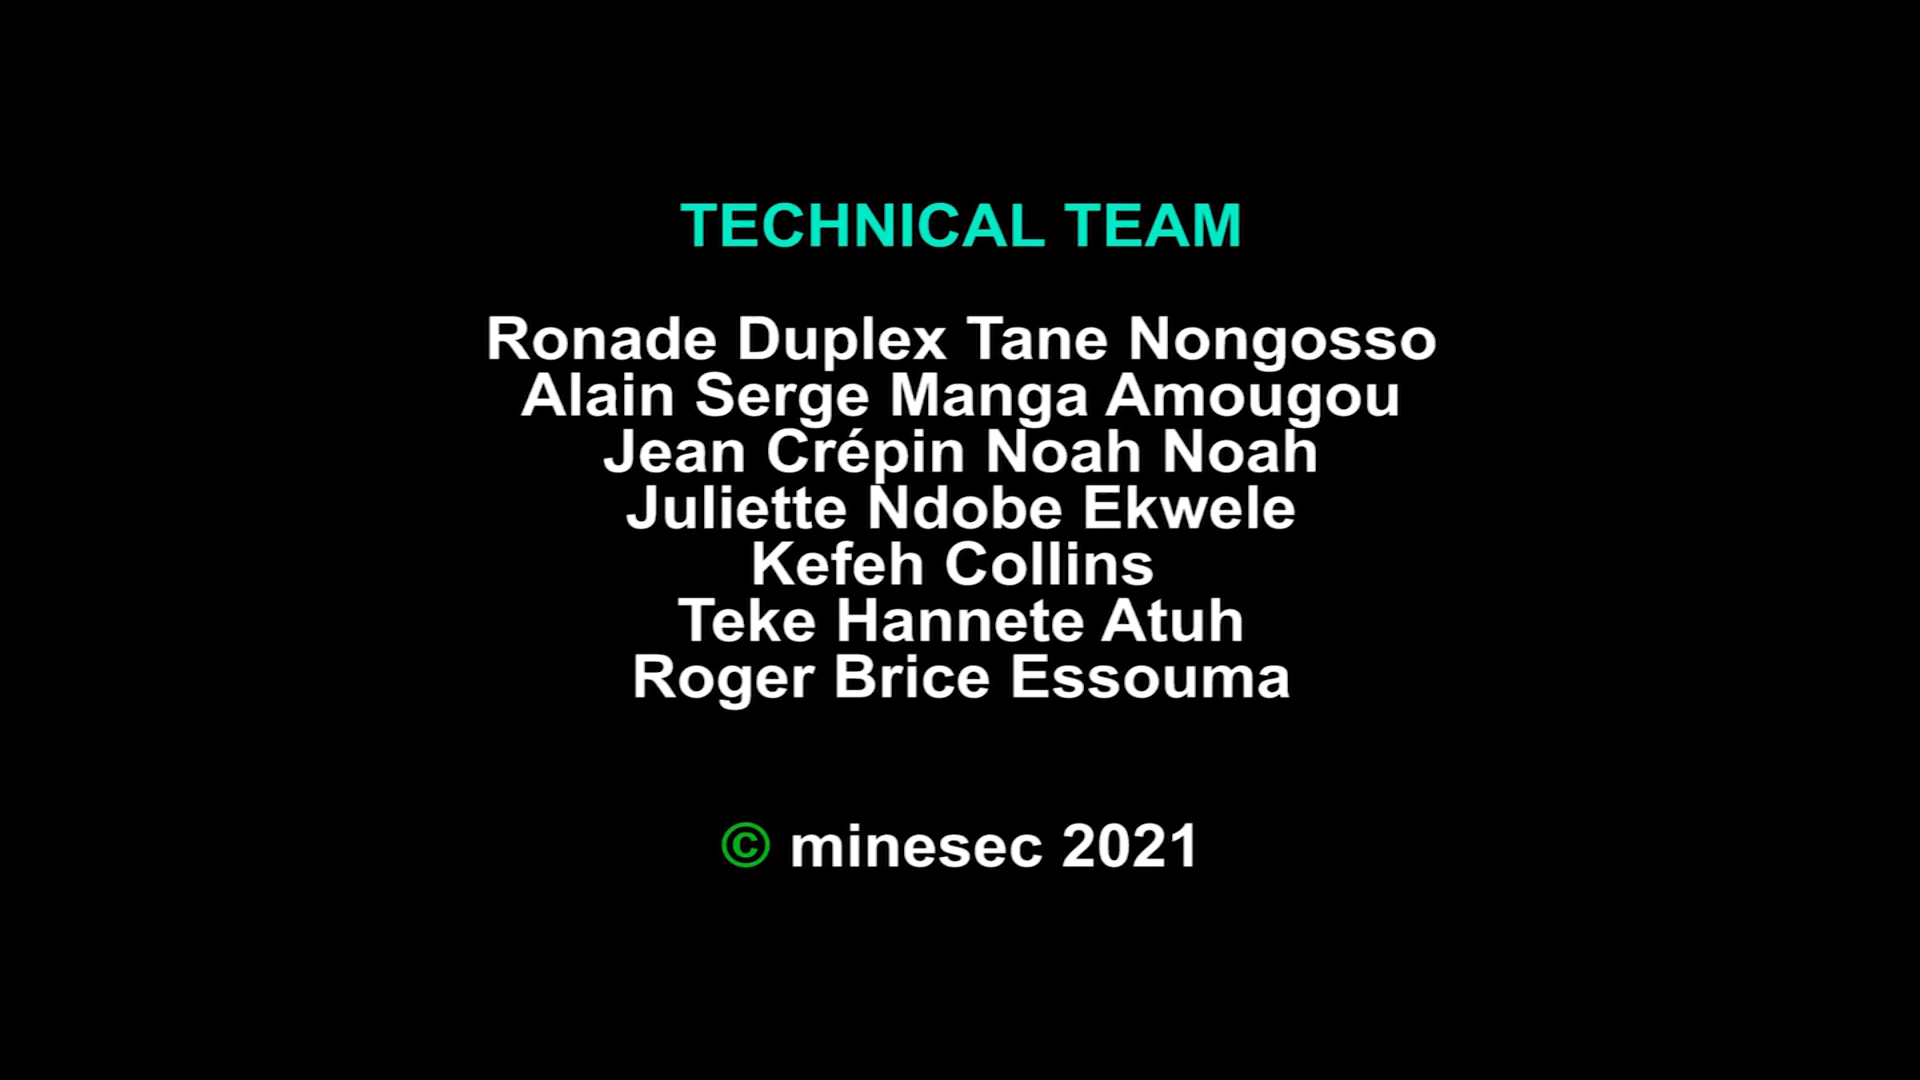 TECHNICAL TEAM
Ronade Duplex Tane Nongosso
Alain Serge Manga Amougou
Jean Crépin Noah Noah
Juliette Ndobe Ekwele
Kefeh Collins
Teke Hannete Atuh
Roger Brice Essouma
© minesec 2021